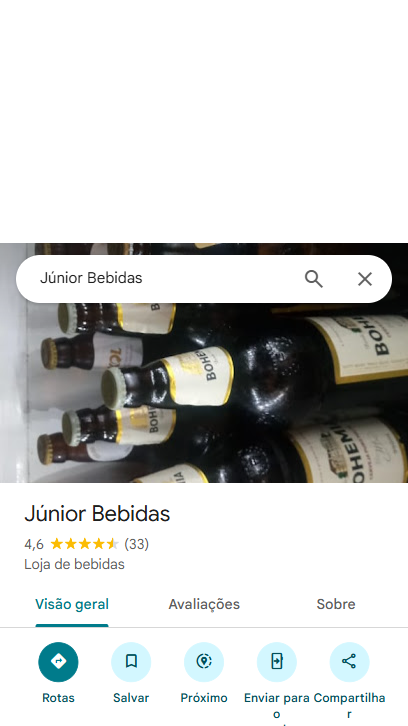 Júnior Bebidas
BOHEMIA
BOHEMIA
Júnior Bebidas
4,6 (33)
Loja de bebidas
Visão geral
Avaliações
Sobre
Rotas
Salvar
Próximo
Enviar para o
Compartilhar